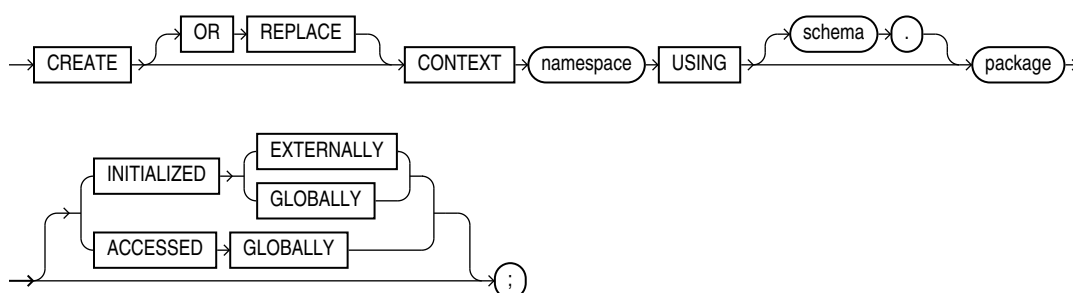 OR REPLACE schema .
CREATE CONTEXT namespace USING package
EXTERNALLY
INITIALIZED
GLOBALLY
ACCESSED GLOBALLY
;